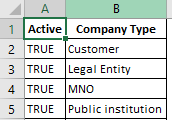 A B
1 Active Company Type
2 TRUE Customer
3 TRUE Legal Entity
4 TRUE MNO
5 TRUE Public institution